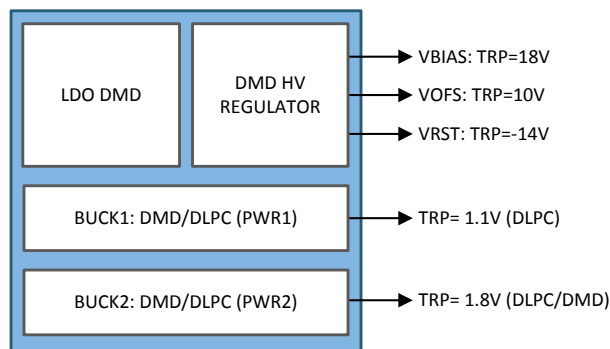 LDO DMD
DMD HV
REGULATOR
VBIAS: TRP=18V
VOFS: TRP=10V
VRST: TRP=-14V
BUCK1: DMD/DLPC (PWR1)
TRP= 1.1V (DLPC)
BUCK2: DMD/DLPC (PWR2)
TRP= 1.8V (DLPC/DMD)